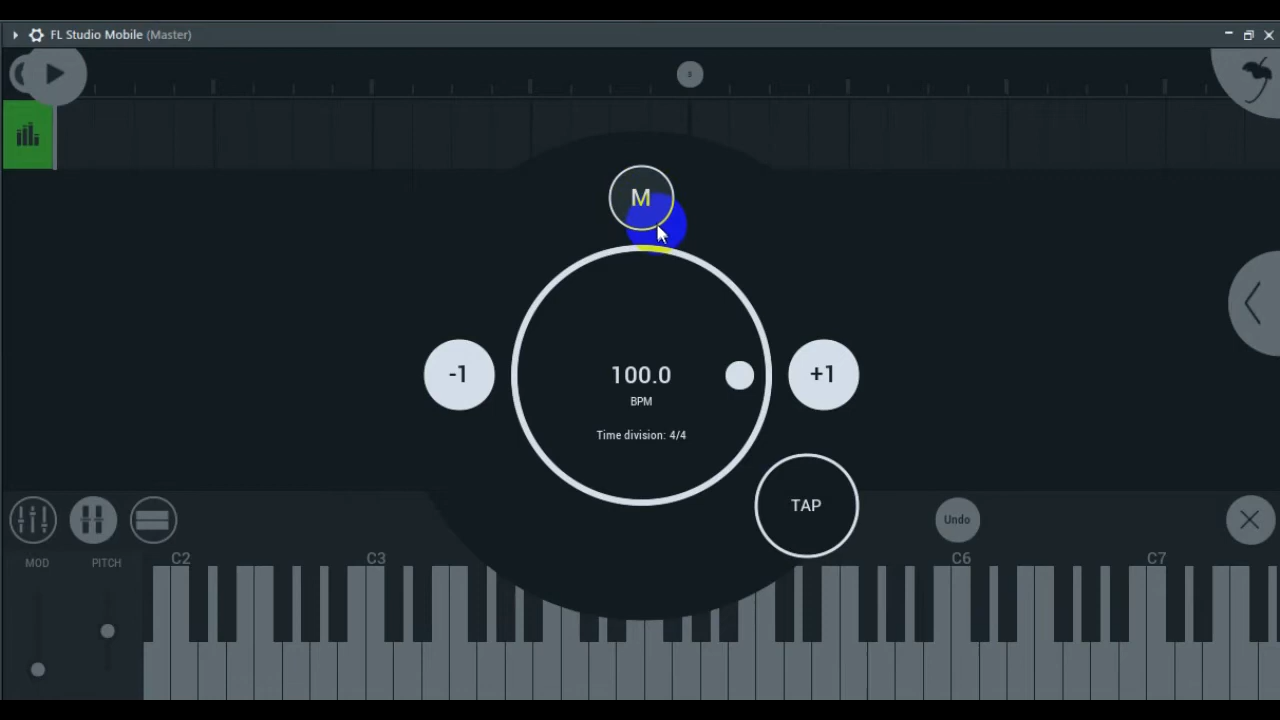 FL Studio Mobile (Master)
3
M
-1
100.0
+1
BPM
Time division: 4/4
TAP
Undo
MOD
PITCH
C2
C3
C6
C7